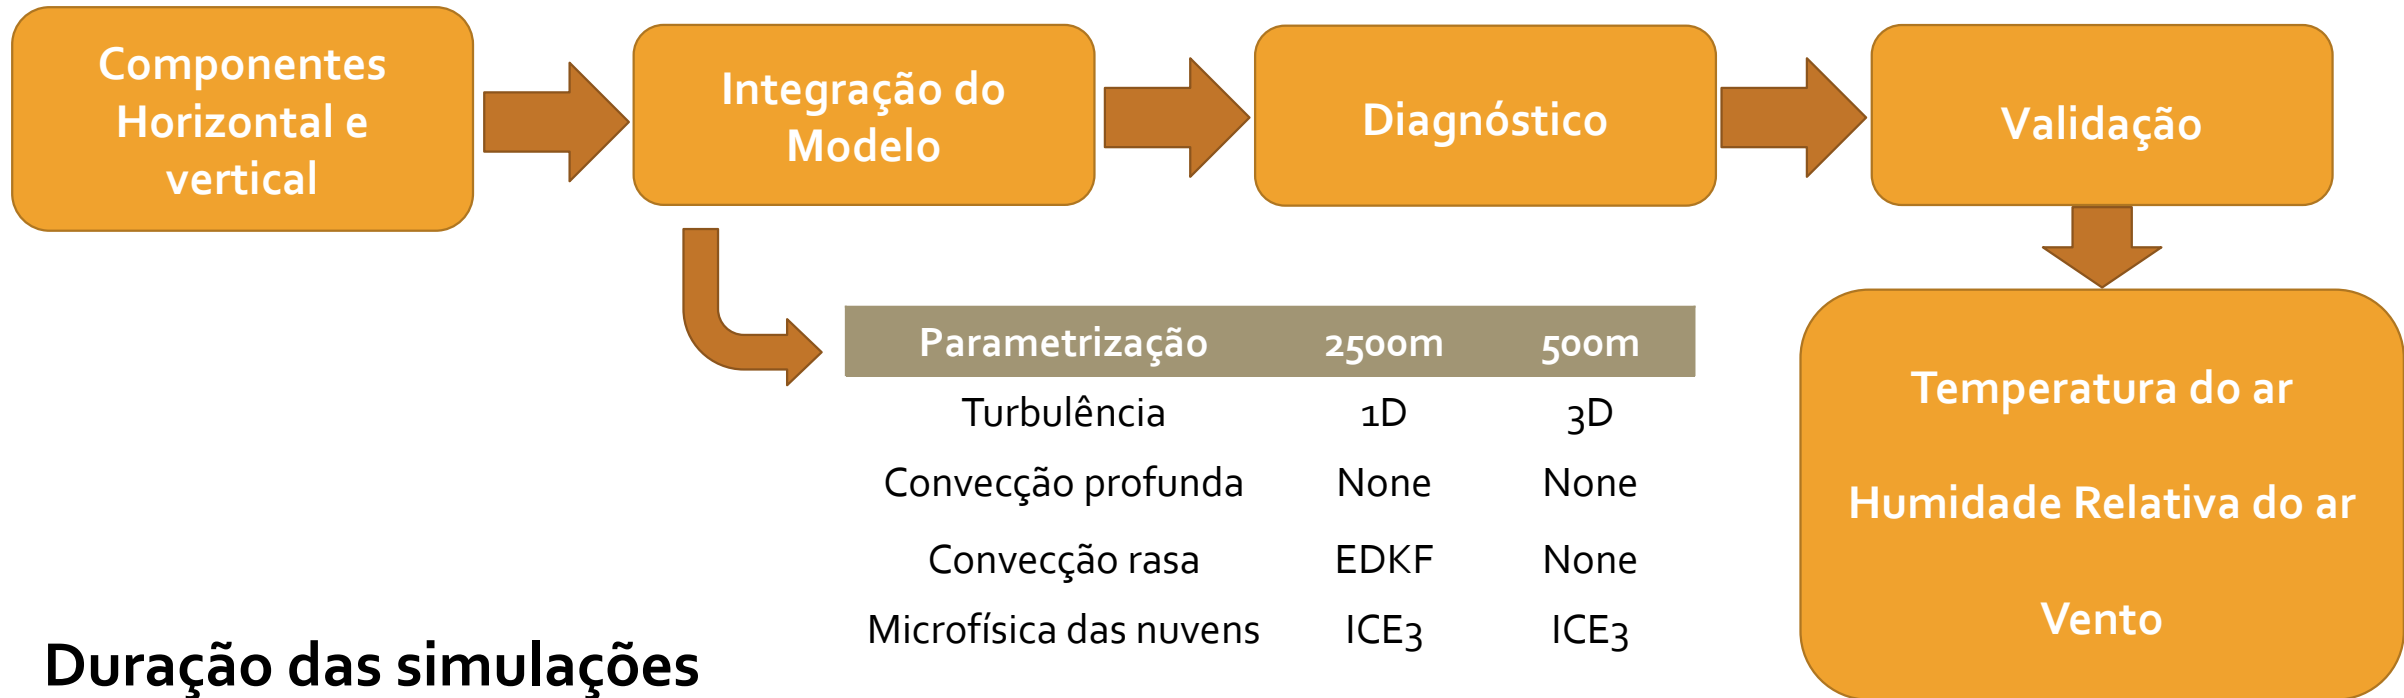 Componentes
Horizontal e
vertical
Integração do
Modelo
Diagnóstico
Validação
Parametrização 2500m 500m
Turbulência 1D 3D
Convecção profunda None None
Convecção rasa EDKF None
Microfísica das nuvens ICE3 ICE3
Temperatura do ar
Humidade Relativa do ar
Vento
Duração das simulações